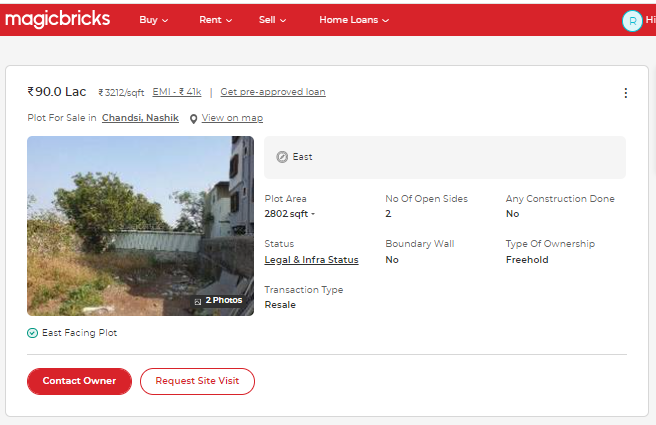 magicbricks Buy Rent Sell Home Loans R Hi
₹90.0 Lac ₹3212/sqft EMI - ₹ 41k | Get pre-approved loan
Plot For Sale in Chandsi, Nashik View on map
East
Plot Area No Of Open Sides Any Construction Done
2802 sqft 2 No
Status Boundary Wall Type Of Ownership
Legal & Infra Status No Freehold
Transaction Type
Resale
2 Photos
East Facing Plot
Contact Owner Request Site Visit